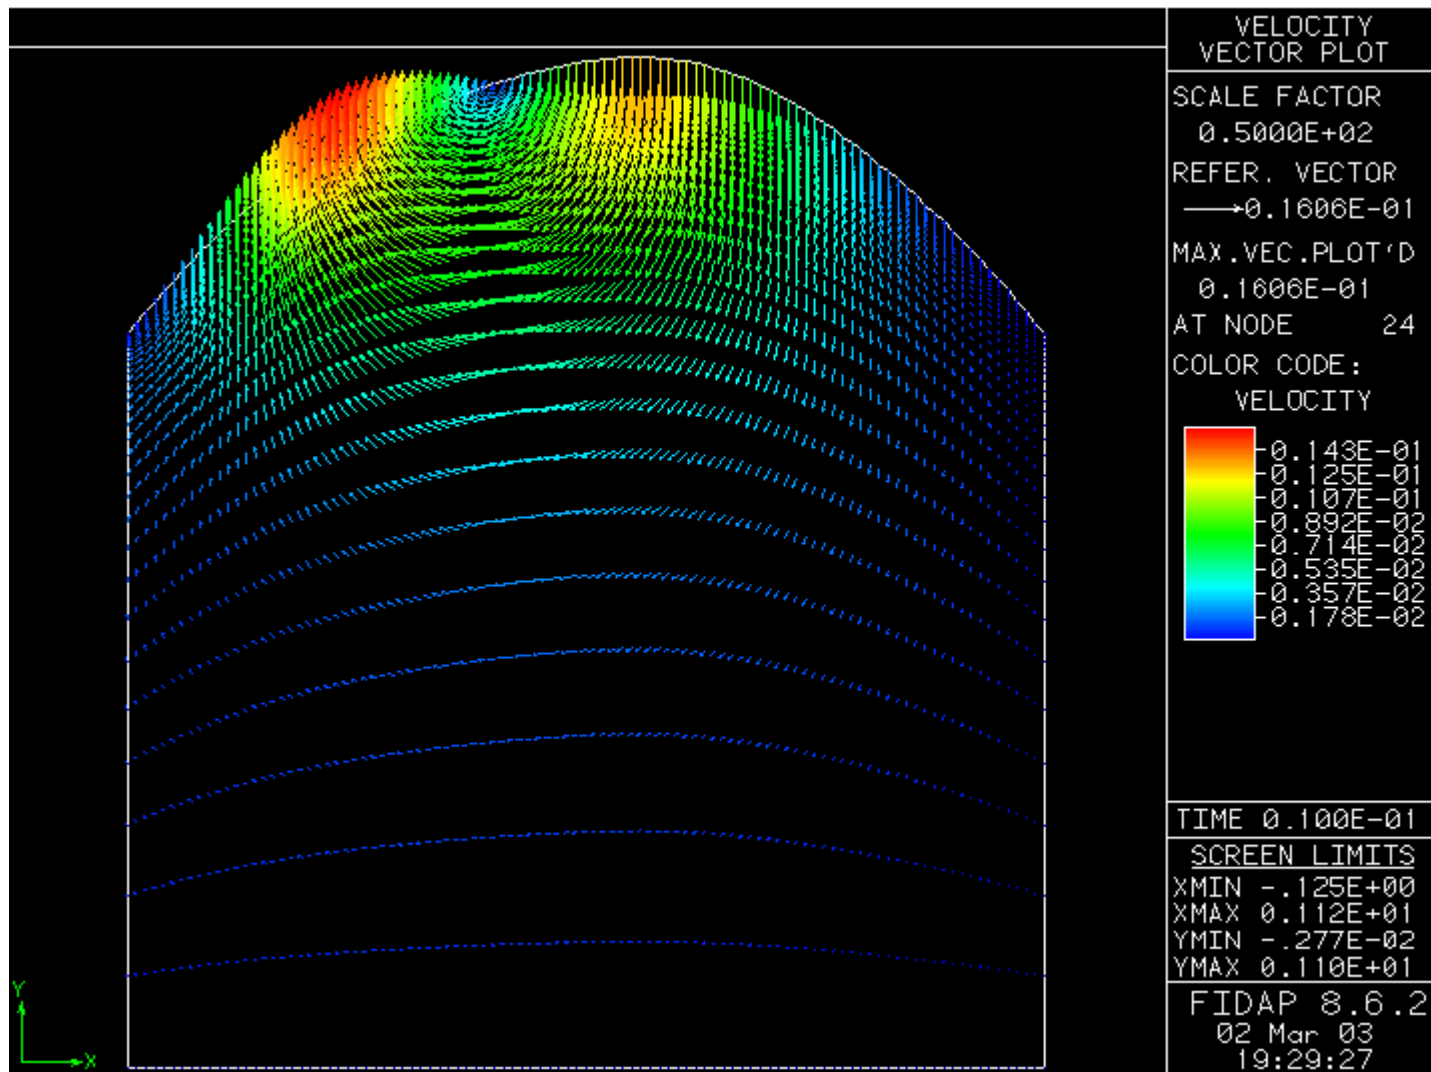 VELOCITY
VECTOR PLOT
SCALE FACTOR
0.5000E+02
REFER. VECTOR
0.1606E-01
MAX.VEC.PLOT'D
0.1606E-01
AT NODE 24
COLOR CODE:
VELOCITY
0.143E-01
0.125E-01
0.107E-01
0.892E-02
0.714E-02
0.535E-02
0.357E-02
0.178E-02
TIME 0.100E-01
SCREEN LIMITS
XMIN -.125E+00
XMAX 0.112E+01
YMIN -.277E-02
YMAX 0.110E+01
FIDAP 8.6.2
02 Mar 03
19:29:27
Y
X